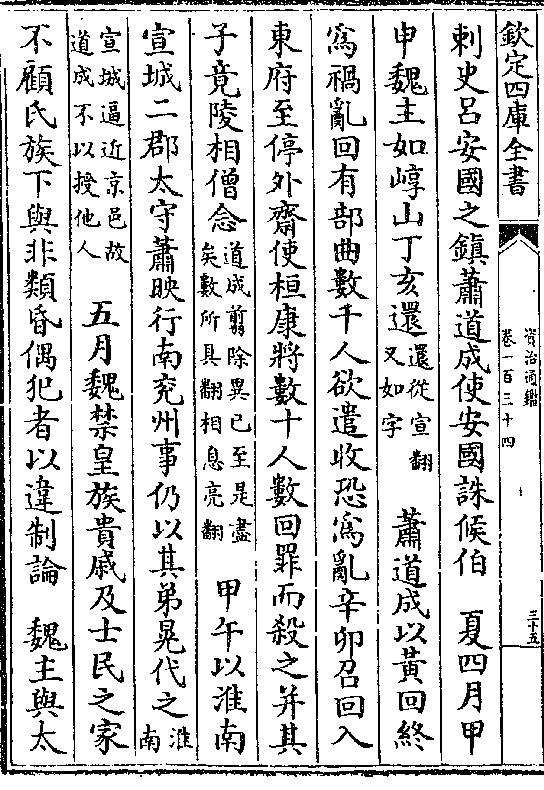 欽定四庫全書
資治通鑑
卷一百三十四
三十五
刺史呂安國之鎮蕭道成使安國誅候伯　夏四月甲
申魏主如崞山丁亥還還從宣翻又如字　蕭道成以黃回終
為禍亂回有部曲數千人欲遣收恐為亂辛卯召回入
東府至停外齋使桓康將數十人數回罪而殺之并其
子竟陵相僧念道成翦除異己至是盡矣數所具翻相息亮翻　甲午以淮南
宣城二郡太守蕭映行南兖州事仍以其弟晃代之淮南
宣城逼近京邑故道成不以授他人　五月魏禁皇族貴戚及士民之家
不顧氏族下與非類昏偶犯者以違制論　魏主與太